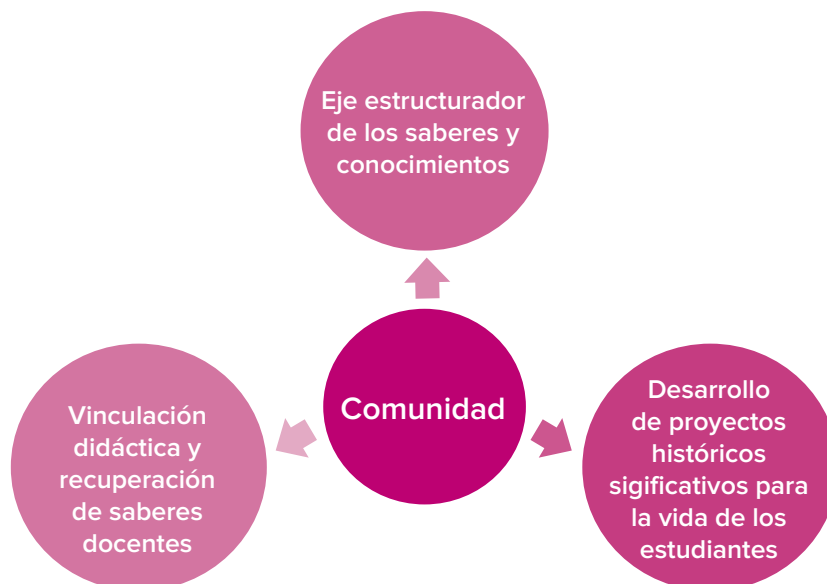 Eje estructurador
de los saberes y
conocimientos
Comunidad
Vinculación
didáctica y
recuperación
de saberes
docentes
Desarrollo
de proyectos
históricos
sigificativos para
la vida de los
estudiantes